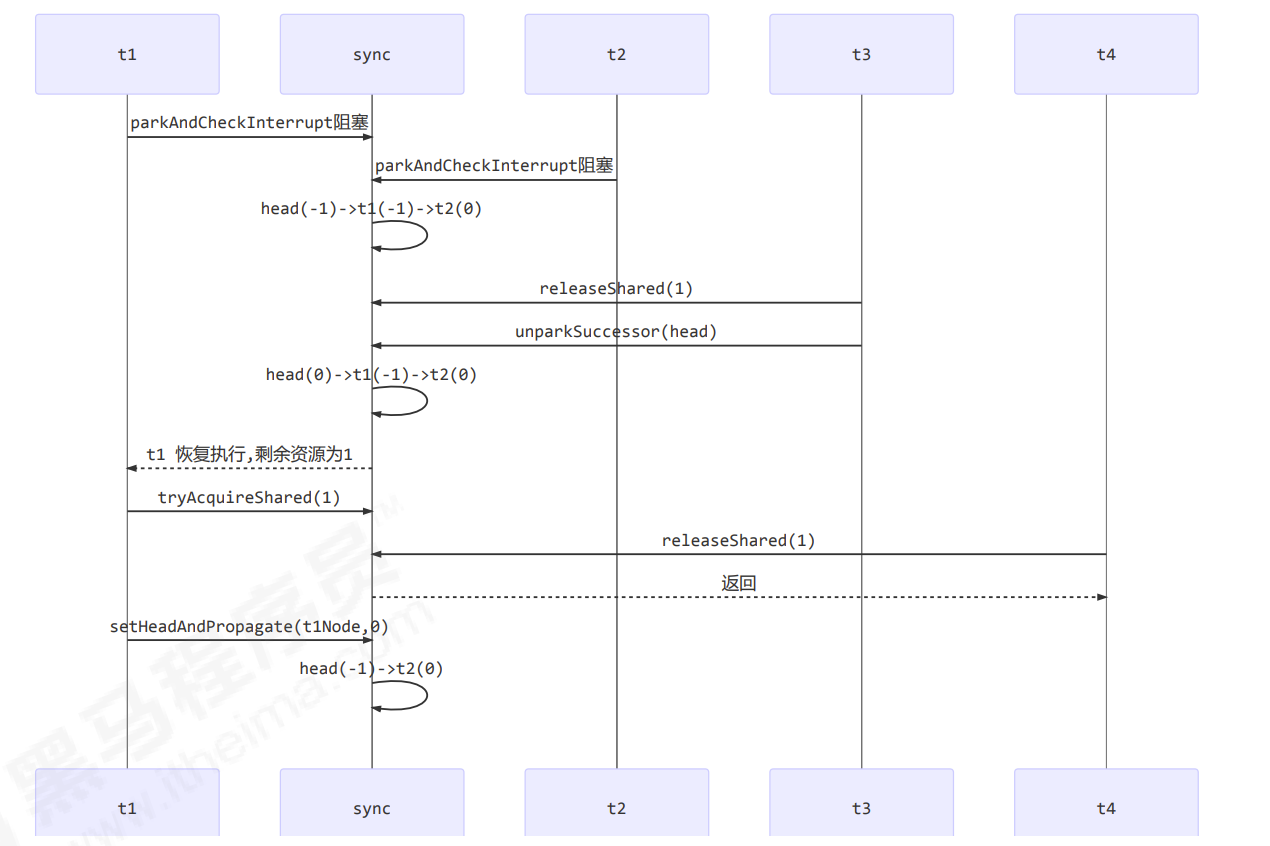 t1 sync t2 t3 t4
parkAndCheckInterrupt阻塞
parkAndCheckInterrupt阻塞
head(-1)->t1(-1)->t2(0)
releaseShared(1)
unparkSuccessor(head)
head(0)->t1(-1)->t2(0)
t1 恢复执行,剩余资源为1
tryAcquireShared(1)
releaseShared(1)
返回
setHeadAndPropagate(t1Node,0)
head(-1)->t2(0)
t1 sync t2 t3 t4
黑马程序员™
www.itheima.com